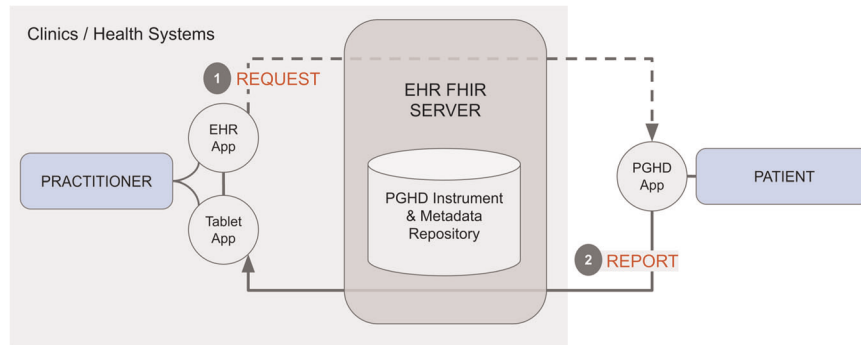 Clinics / Health Systems
1 REQUEST
EHR FHIR
SERVER
EHR
App
PRACTITIONER
Tablet
App
PGHD Instrument
& Metadata
Repository
PGHD
App
PATIENT
2 REPORT